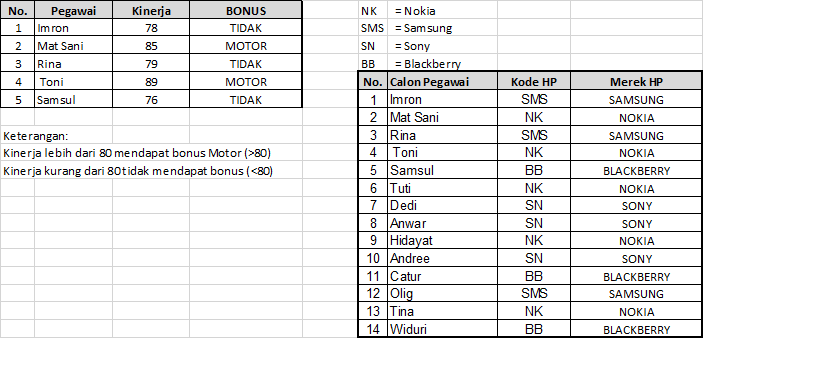 No. Pegawai Kinerja BONUS
1 Imron 78 TIDAK
2 Mat Sani 85 MOTOR
3 Rina 79 TIDAK
4 Toni 89 MOTOR
5 Samsul 76 TIDAK
Keterangan:
Kinerja lebih dari 80 mendapat bonus Motor (>80)
Kinerja kurang dari 80 tidak mendapat bonus (<80)
NK = Nokia
SMS = Samsung
SN = Sony
BB = Blackberry
No. Calon Pegawai Kode HP Merek HP
1 Imron SMS SAMSUNG
2 Mat Sani NK NOKIA
3 Rina SMS SAMSUNG
4 Toni NK NOKIA
5 Samsul BB BLACKBERRY
6 Tuti NK NOKIA
7 Dedi SN SONY
8 Anwar SN SONY
9 Hidayat NK NOKIA
10 Andree SN SONY
11 Catur BB BLACKBERRY
12 Olig SMS SAMSUNG
13 Tina NK NOKIA
14 Widuri BB BLACKBERRY